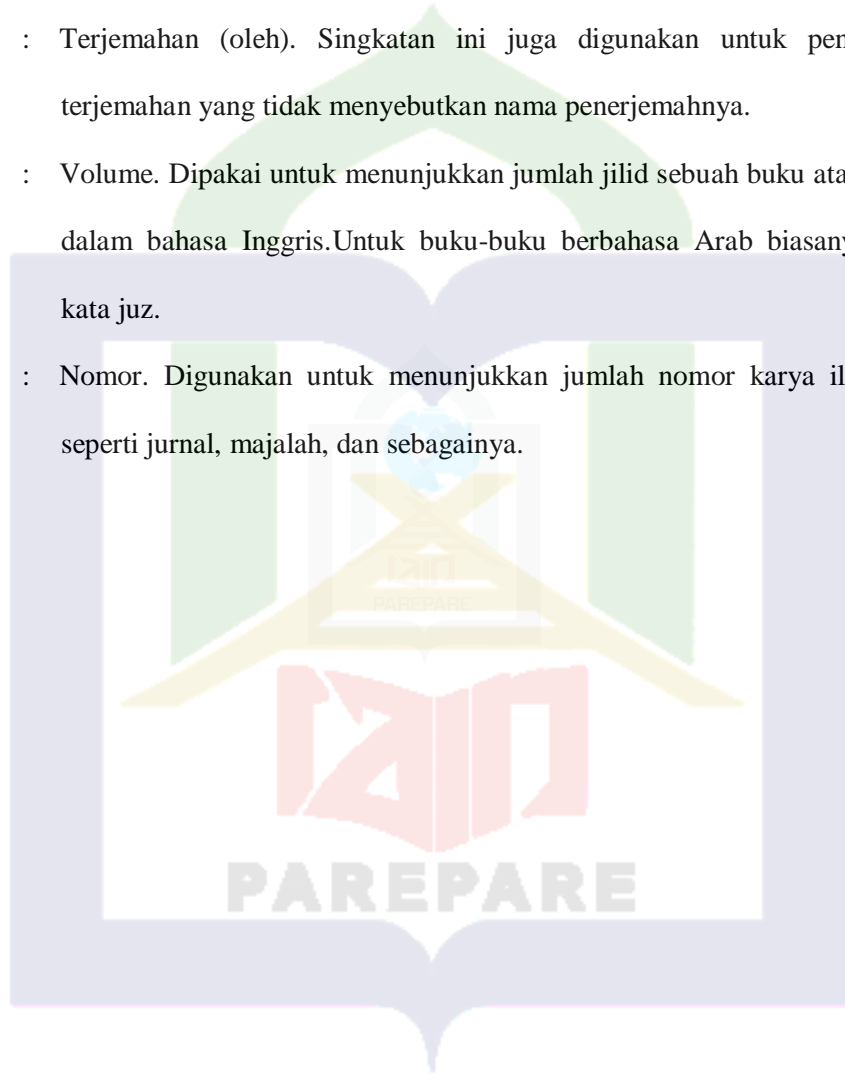 : Terjemahan (oleh). Singkatan ini juga digunakan untuk pen
terjemahan yang tidak menyebutkan nama penerjemahnya.
: Volume. Dipakai untuk menunjukkan jumlah jilid sebuah buku ata
dalam bahasa Inggris.Untuk buku-buku berbahasa Arab biasany
kata juz.
: Nomor. Digunakan untuk menunjukkan jumlah nomor karya il
seperti jurnal, majalah, dan sebagainya.
IAIN
PAREPARE
IAIN
PAREPARE